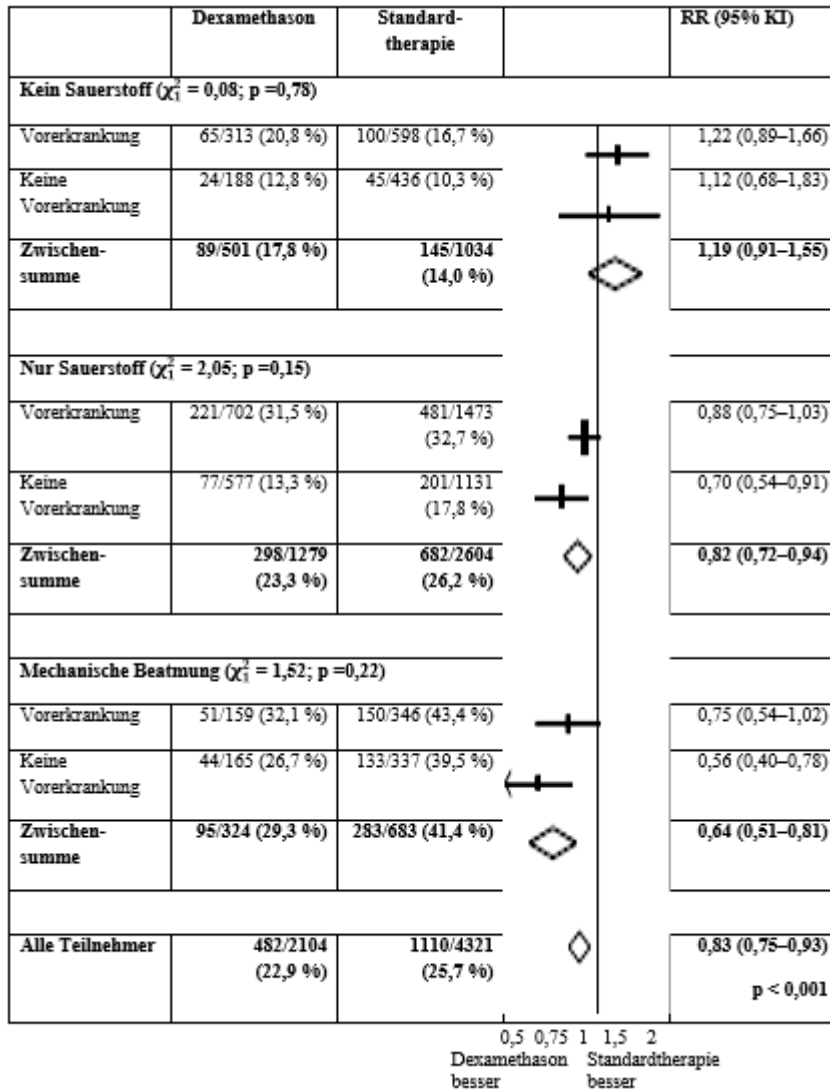 Dexamethason Standard-therapie RR (95% KI)
Kein Sauerstoff (χ₁² = 0,08; p =0,78)
Vorerkrankung 65/313 (20,8 %) 100/598 (16,7 %) 1,22 (0,89–1,66)
Keine Vorerkrankung 24/188 (12,8 %) 45/436 (10,3 %) 1,12 (0,68–1,83)
Zwischen-summe 89/501 (17,8 %) 145/1034 (14,0 %) 1,19 (0,91–1,55)
Nur Sauerstoff (χ₁² = 2,05; p =0,15)
Vorerkrankung 221/702 (31,5 %) 481/1473 (32,7 %) 0,88 (0,75–1,03)
Keine Vorerkrankung 77/577 (13,3 %) 201/1131 (17,8 %) 0,70 (0,54–0,91)
Zwischen-summe 298/1279 (23,3 %) 682/2604 (26,2 %) 0,82 (0,72–0,94)
Mechanische Beatmung (χ₁² = 1,52; p =0,22)
Vorerkrankung 51/159 (32,1 %) 150/346 (43,4 %) 0,75 (0,54–1,02)
Keine Vorerkrankung 44/165 (26,7 %) 133/337 (39,5 %) 0,56 (0,40–0,78)
Zwischen-summe 95/324 (29,3 %) 283/683 (41,4 %) 0,64 (0,51–0,81)
Alle Teilnehmer 482/2104 (22,9 %) 1110/4321 (25,7 %) 0,83 (0,75–0,93)
p < 0,001
0,5 0,75 1 1,5 2
Dexamethason Standardtherapie
besser besser